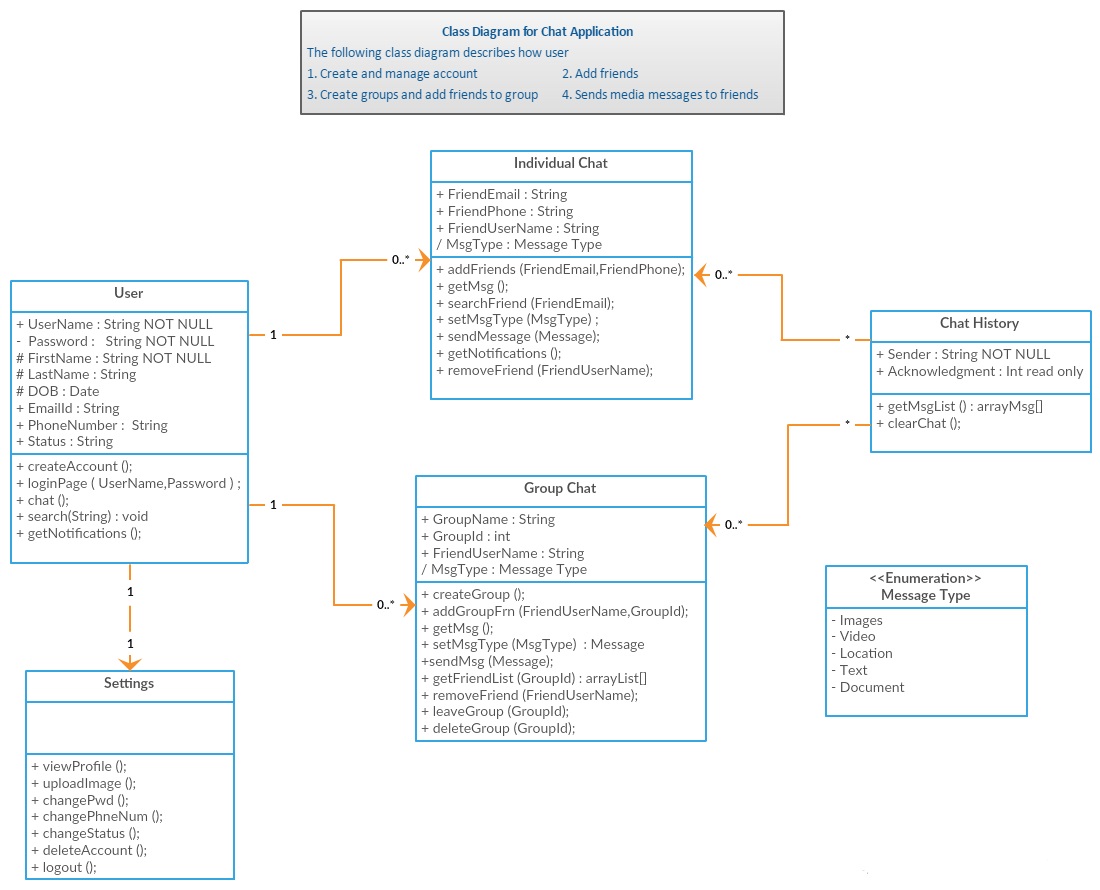 Class Diagram for Chat Application
The following class diagram describes how user
1. Create and manage account 2. Add friends
3. Create groups and add friends to group 4. Sends media messages to friends
Individual Chat
+ FriendEmail : String
+ FriendPhone : String
+ FriendUserName : String
/ MsgType : Message Type
+ addFriends (FriendEmail,FriendPhone);
+ getMsg ();
+ searchFriend (FriendEmail);
+ setMsgType (MsgType) ;
+ sendMessage (Message);
+ getNotifications ();
+ removeFriend (FriendUserName);
0..*
0..*
User
+ UserName : String NOT NULL
- Password : String NOT NULL
# FirstName : String NOT NULL
# LastName : String
# DOB : Date
+ EmailId : String
+ PhoneNumber : String
+ Status : String
+ createAccount ();
+ loginPage ( UserName,Password ) ;
+ chat ();
+ search(String) : void
+ getNotifications ();
1
1
1
1
Chat History
+ Sender : String NOT NULL
+ Acknowledgment : Int read only
+ getMsgList () : arrayMsg[]
+ clearChat ();
*
*
Group Chat
+ GroupName : String
+ GroupId : int
+ FriendUserName : String
/ MsgType : Message Type
+ createGroup ();
+ addGroupFrn (FriendUserName,GroupId);
+ getMsg ();
+ setMsgType (MsgType) : Message
+sendMsg (Message);
+ getFriendList (GroupId) : arrayList[]
+ removeFriend (FriendUserName);
+ leaveGroup (GroupId);
+ deleteGroup (GroupId);
0..*
0..*
<<Enumeration>>
Message Type
- Images
- Video
- Location
- Text
- Document
Settings
+ viewProfile ();
+ uploadImage ();
+ changePwd ();
+ changePhneNum ();
+ changeStatus ();
+ deleteAccount ();
+ logout ();